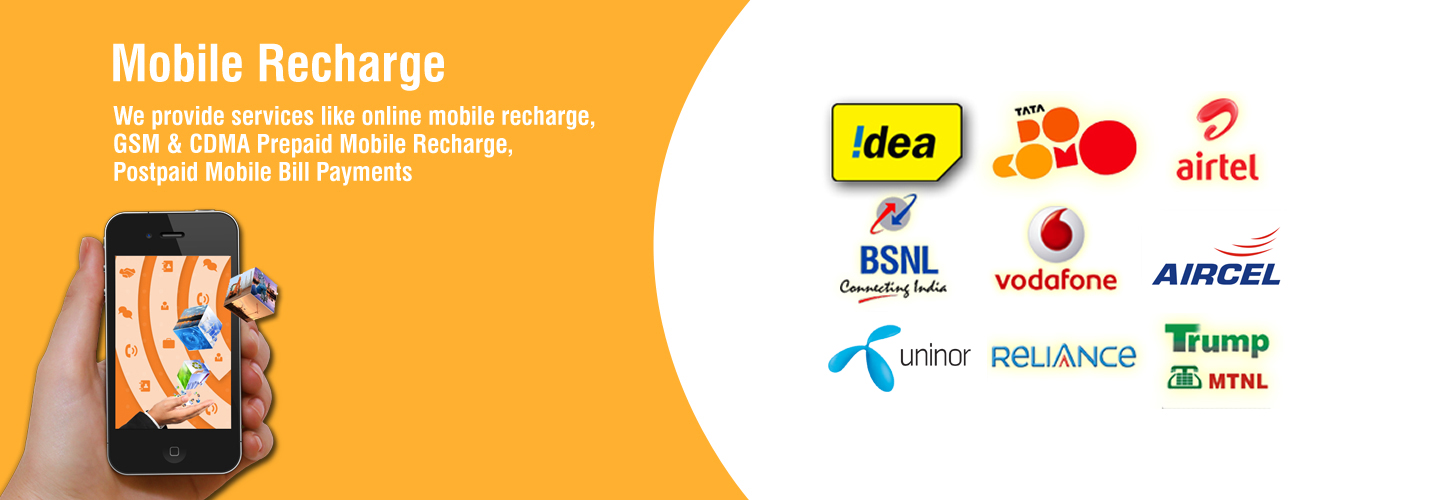 Mobile Recharge
We provide services like online mobile recharge,
GSM & CDMA Prepaid Mobile Recharge,
Postpaid Mobile Bill Payments
!dea
TATA
DOCOMO
airtel
BSNL
Connecting India
vodafone
AIRCEL
uninor
RELIANCE
Trump
MTNL